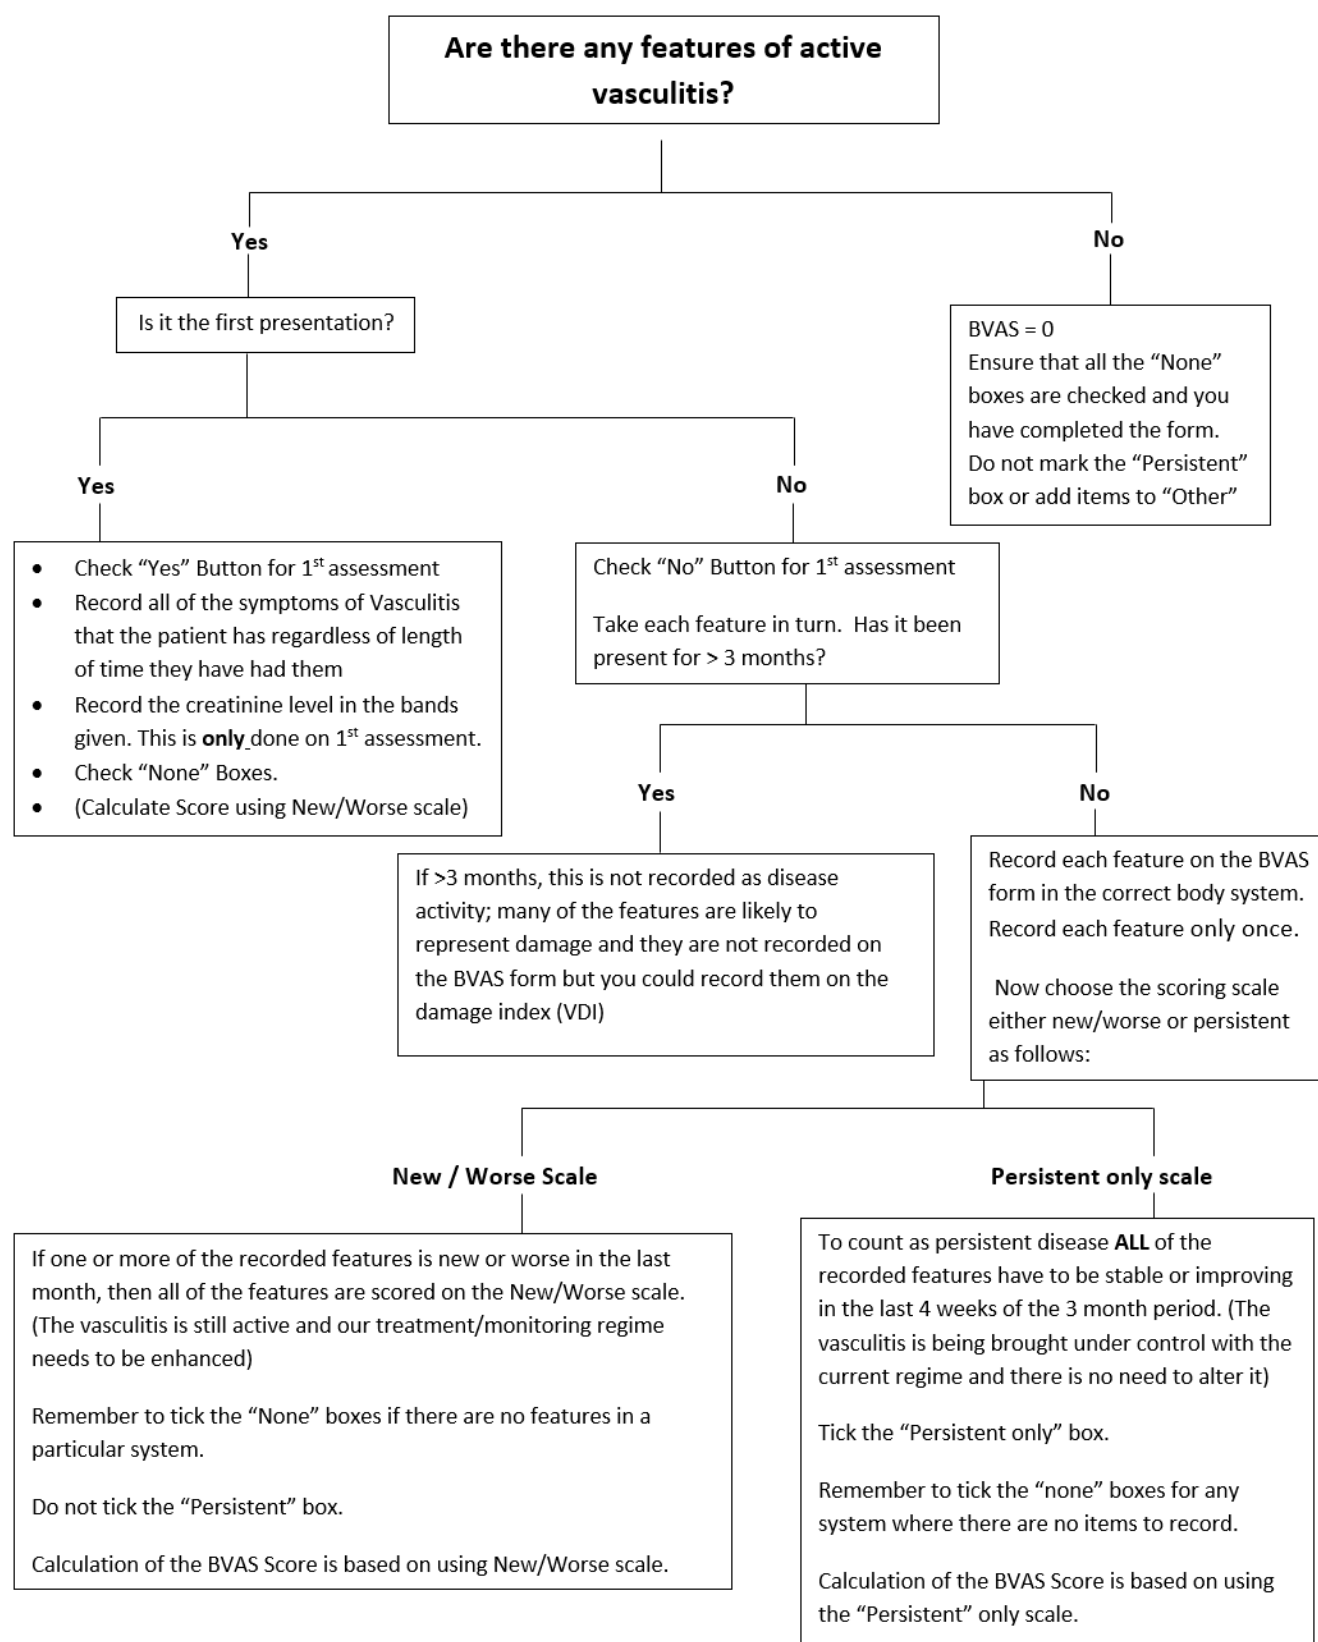 Are there any features of active
vasculitis?
Yes
No
Is it the first presentation?
BVAS = 0
Ensure that all the “None”
boxes are checked and you
have completed the form.
Do not mark the “Persistent”
box or add items to “Other”
Yes
No
• Check “Yes” Button for 1st assessment
• Record all of the symptoms of Vasculitis
that the patient has regardless of length
of time they have had them
• Record the creatinine level in the bands
given. This is only done on 1st assessment.
• Check “None” Boxes.
• (Calculate Score using New/Worse scale)
Check “No” Button for 1st assessment
Take each feature in turn. Has it been
present for > 3 months?
Yes
No
If >3 months, this is not recorded as disease
activity; many of the features are likely to
represent damage and they are not recorded on
the BVAS form but you could record them on the
damage index (VDI)
Record each feature on the BVAS
form in the correct body system.
Record each feature only once.
Now choose the scoring scale
either new/worse or persistent
as follows:
New / Worse Scale
Persistent only scale
If one or more of the recorded features is new or worse in the last
month, then all of the features are scored on the New/Worse scale.
(The vasculitis is still active and our treatment/monitoring regime
needs to be enhanced)
Remember to tick the “None” boxes if there are no features in a
particular system.
Do not tick the “Persistent” box.
Calculation of the BVAS Score is based on using New/Worse scale.
To count as persistent disease ALL of the
recorded features have to be stable or improving
in the last 4 weeks of the 3 month period. (The
vasculitis is being brought under control with the
current regime and there is no need to alter it)
Tick the “Persistent only” box.
Remember to tick the “none” boxes for any
system where there are no items to record.
Calculation of the BVAS Score is based on using
the “Persistent” only scale.